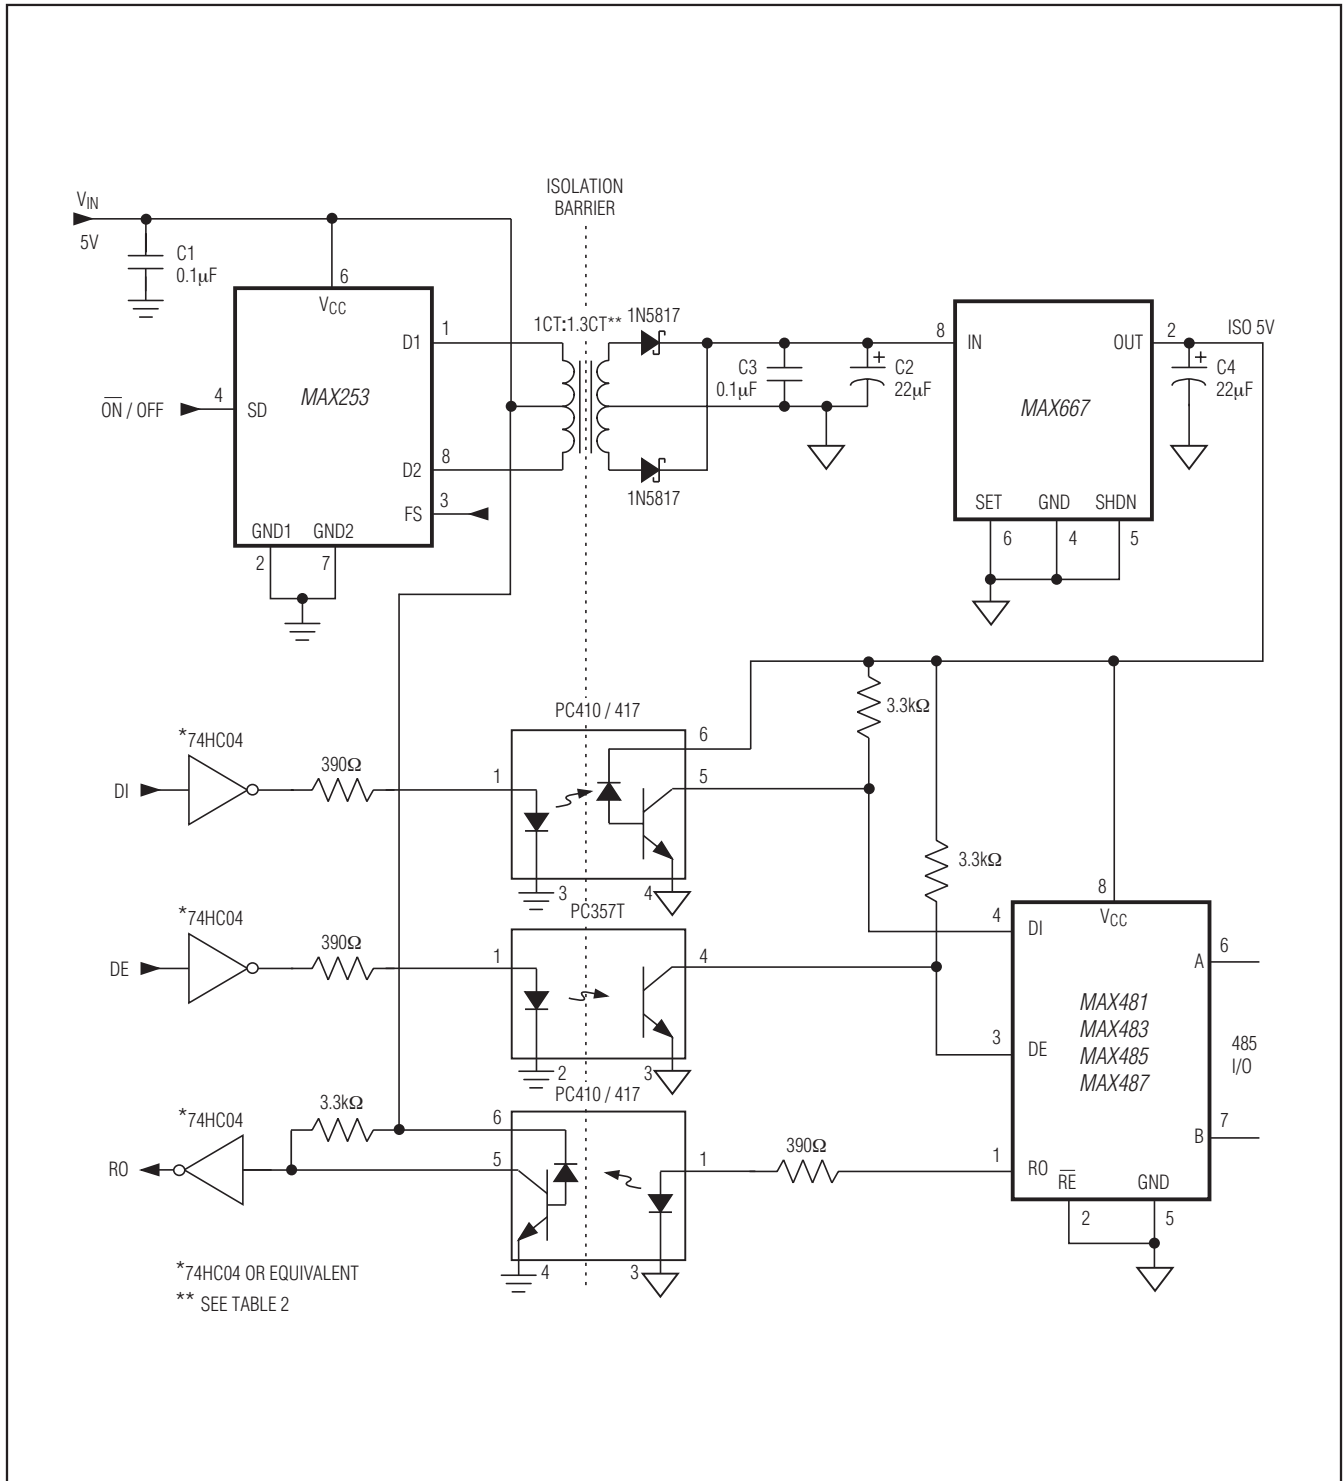 ISOLATION
BARRIER
VIN
5V
C1
0.1µF
6
VCC
D1
1
MAX253
4
ON / OFF
SD
D2
8
FS
3
GND1
GND2
2
7
1CT:1.3CT**
1N5817
1N5817
C3
0.1µF
+
C2
22µF
8
IN
OUT
2
ISO 5V
MAX667
+
C4
22µF
SET
GND
SHDN
6
4
5
PC410 / 417
*74HC04
DI
390Ω
1
6
5
3
4
3.3kΩ
3.3kΩ
PC357T
*74HC04
DE
390Ω
1
4
2
3
PC410 / 417
*74HC04
RO
3.3kΩ
6
5
1
4
3
390Ω
8
VCC
4
DI
3
DE
1
RO
RE
GND
2
5
MAX481
MAX483
MAX485
MAX487
A
6
B
7
485
I/O
*74HC04 OR EQUIVALENT
** SEE TABLE 2